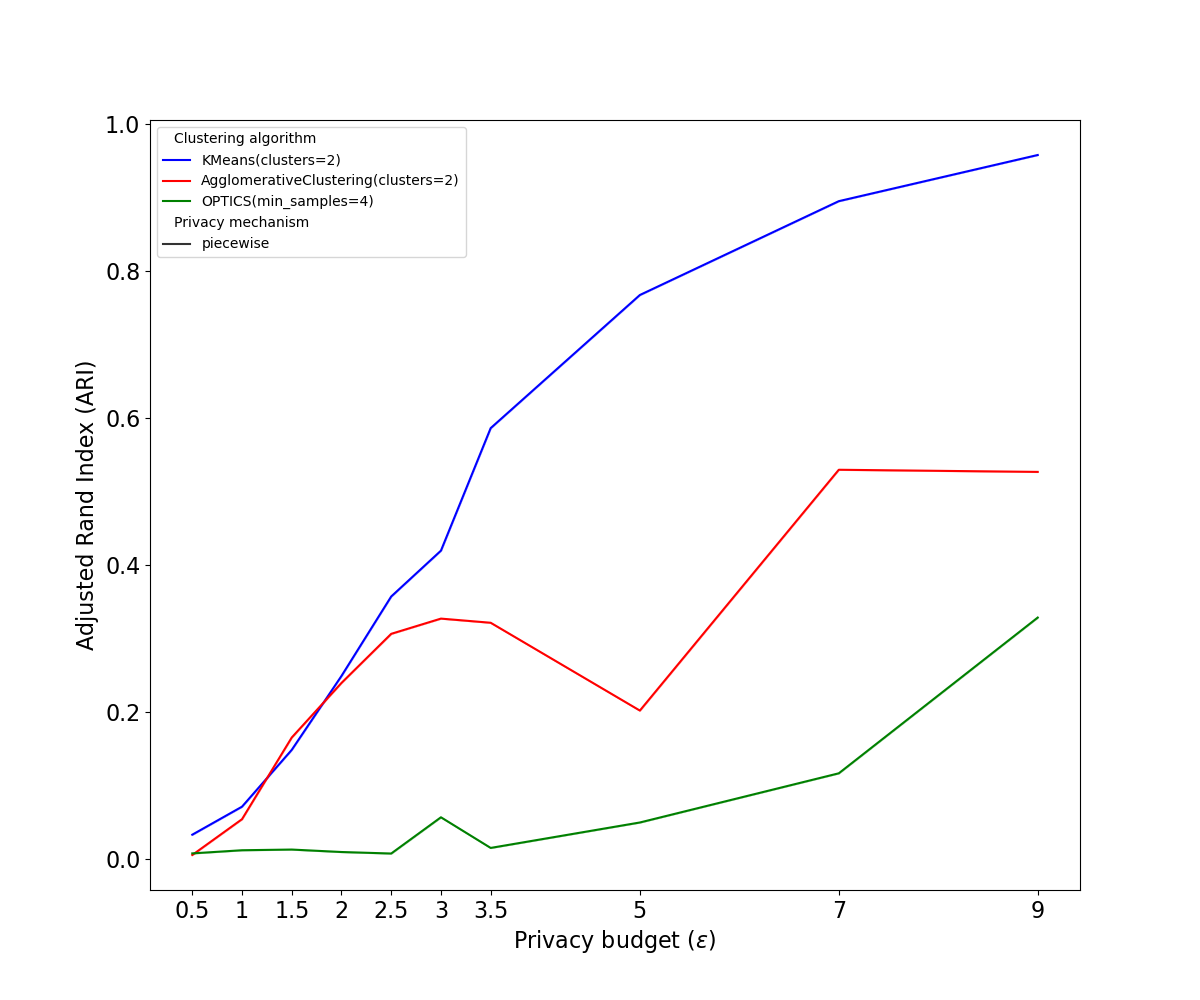 Clustering algorithm
KMeans(clusters=2)
AgglomerativeClustering(clusters=2)
OPTICS(min_samples=4)
Privacy mechanism
piecewise
Adjusted Rand Index (ARI)
1.0
0.8
0.6
0.4
0.2
0.0
0.5 1 1.5 2 2.5 3 3.5 5 7 9
Privacy budget (ε)